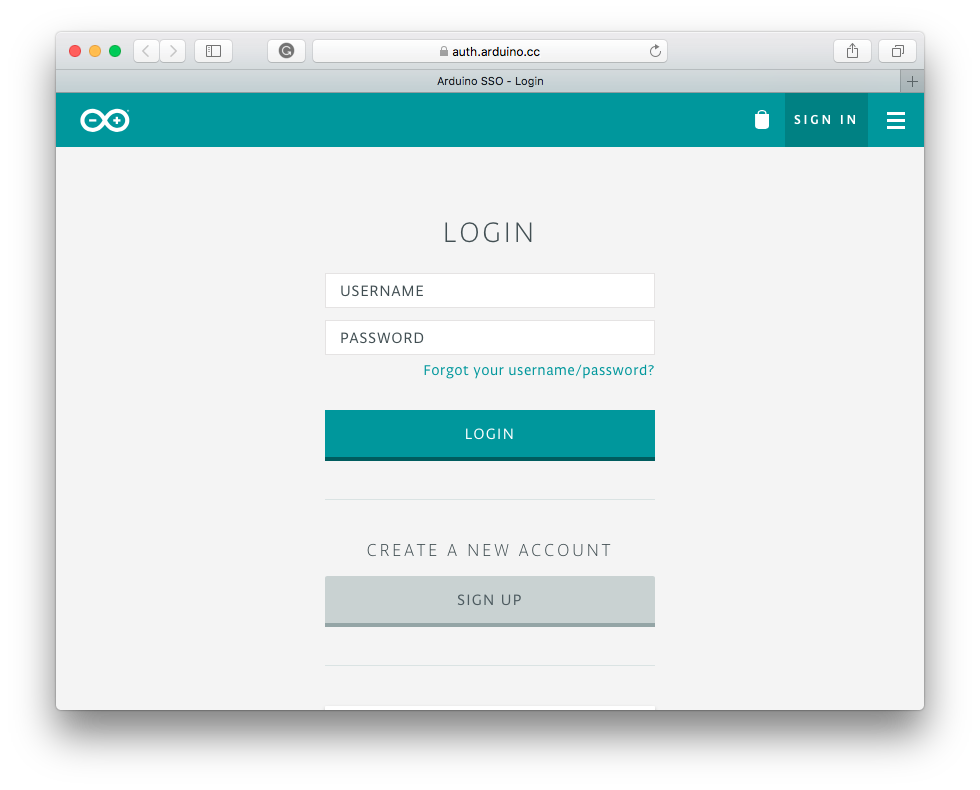 auth.arduino.cc
Arduino SSO - Login
SIGN IN
LOGIN
USERNAME
PASSWORD
Forgot your username/password?
LOGIN
CREATE A NEW ACCOUNT
SIGN UP